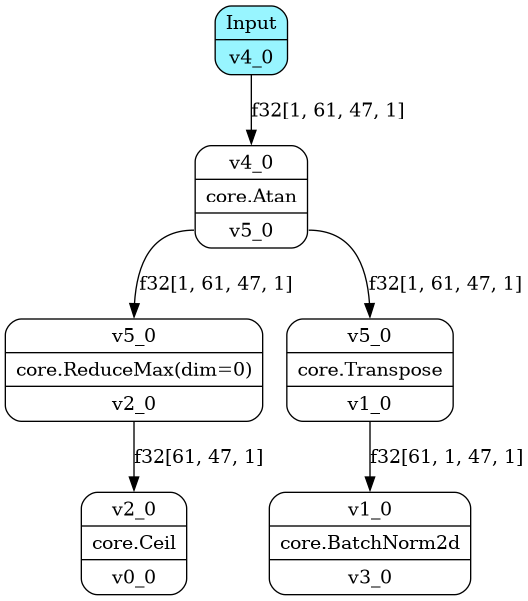 Input
v4_0
f32[1, 61, 47, 1]
v4_0
core.Atan
v5_0
f32[1, 61, 47, 1]
f32[1, 61, 47, 1]
v5_0
core.ReduceMax(dim=0)
v2_0
v5_0
core.Transpose
v1_0
f32[61, 47, 1]
f32[61, 1, 47, 1]
v2_0
core.Ceil
v0_0
v1_0
core.BatchNorm2d
v3_0